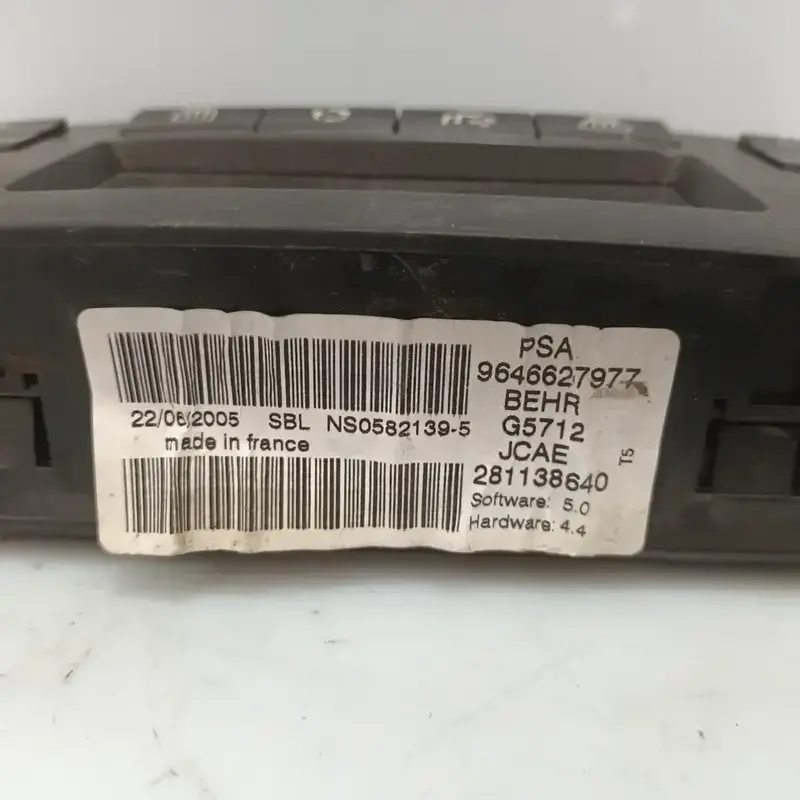 PSA
9646627977
BEHR
G5712
JCAE
281138640
Software: 5.0
Hardware: 4.4
T5
22/06/2005 SBL NS0582139-5
made in france